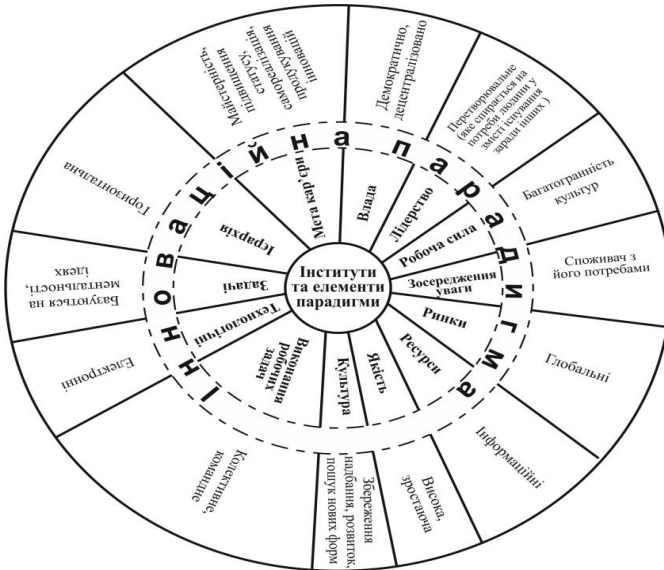 Інститути
та елементи
парадигми
Інноваційна парадигма
Влада
Лідерство
Робоча сила
Зосередження
уваги
Ринки
Ресурси
Якість
Культура
Виконання
робочих
задач
Технологічні
Задачі
Ієрархія
Мета кар'єри
Демократично,
децентралізовано
Перетворювальне
(яке спирається на
потреби людини у
змісті існування
заради інших )
Багатогранність
культур
Споживач з
його потребами
Глобальні
Інформаційні
Висока,
зростаюча
Збереження
надбання, розвиток,
пошук нових форм
Колективне,
командне
Електронні
Базуються на
ментальності,
ідеях
Горизонтальна
Майстерність,
підвищення
статусу,
самореалізація,
продукування
інновацій